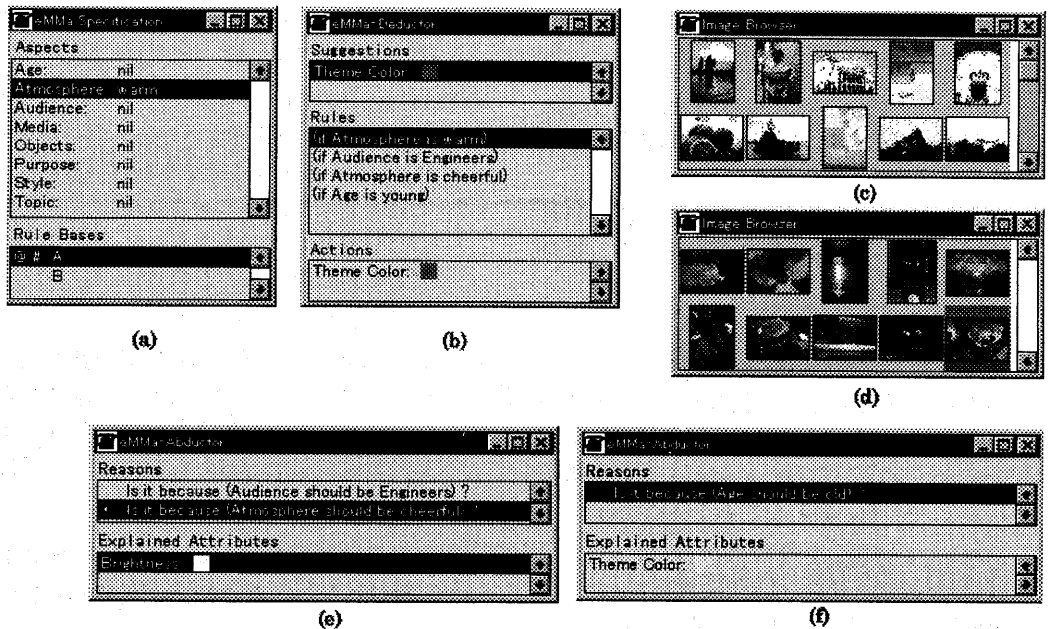 eMMa-Specification
Aspects
Age: nil
Atmosphere warm
Audience: nil
Media: nil
Objects: nil
Purpose: nil
Style: nil
Topic: nil
Rule Bases
@ # A
B
(a)
eMMa-Deductor
Suggestions
Theme Color:
Rules
(if Atmosphere is warm)
(if Audience is Engineers)
(if Atmosphere is cheerful)
(if Age is young)
Actions
Theme Color:
(b)
Image Browser
(c)
Image Browser
(d)
eMMa-Abductor
Reasons
Is it because (Audience should be Engineers) ?
Is it because (Atmosphere should be cheerful) ?
Explained Attributes
Brightness:
(e)
eMMa-Abductor
Reasons
Is it because (Age should be old) ?
Explained Attributes
Theme Color:
(f)